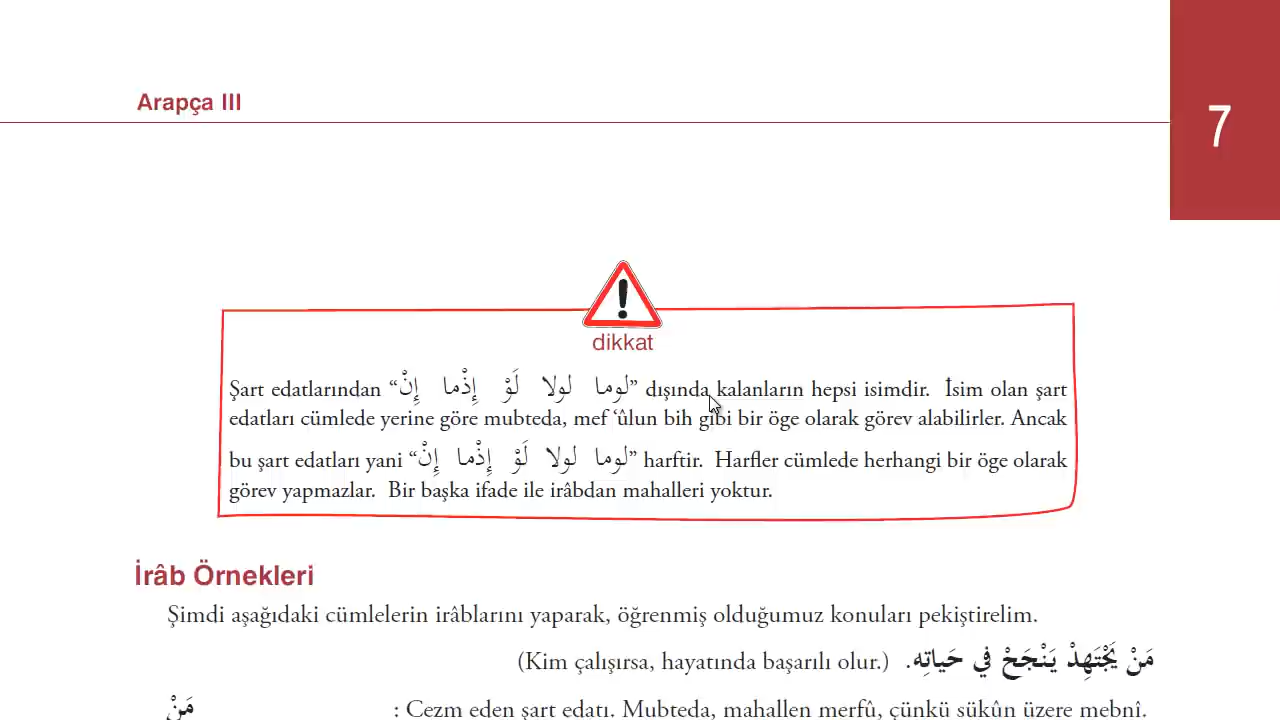 Arapça III
7
dikkat
Şart edatlarından “إِنْ إِذْما لَوْ لولا لوما” dışında kalanların hepsi isimdir. İsim olan şart
edatları cümlede yerine göre mubteda, mef ‘ûlun bih gibi bir öge olarak görev alabilirler. Ancak
bu şart edatları yani “إِنْ إِذْما لَوْ لولا لوما” harftir. Harfler cümlede herhangi bir öge olarak
görev yapmazlar. Bir başka ifade ile irâbdan mahalleri yoktur.
İrâb Örnekleri
Şimdi aşağıdaki cümlelerin irâblarını yaparak, öğrenmiş olduğumuz konuları pekiştirelim.
مَنْ يَجْتَهِدْ يَنْجَحْ في حَياتِه. (Kim çalışırsa, hayatında başarılı olur.)
مَنْ : Cezm eden şart edatı. Mubteda, mahallen merfû, çünkü sükûn üzere mebnî.